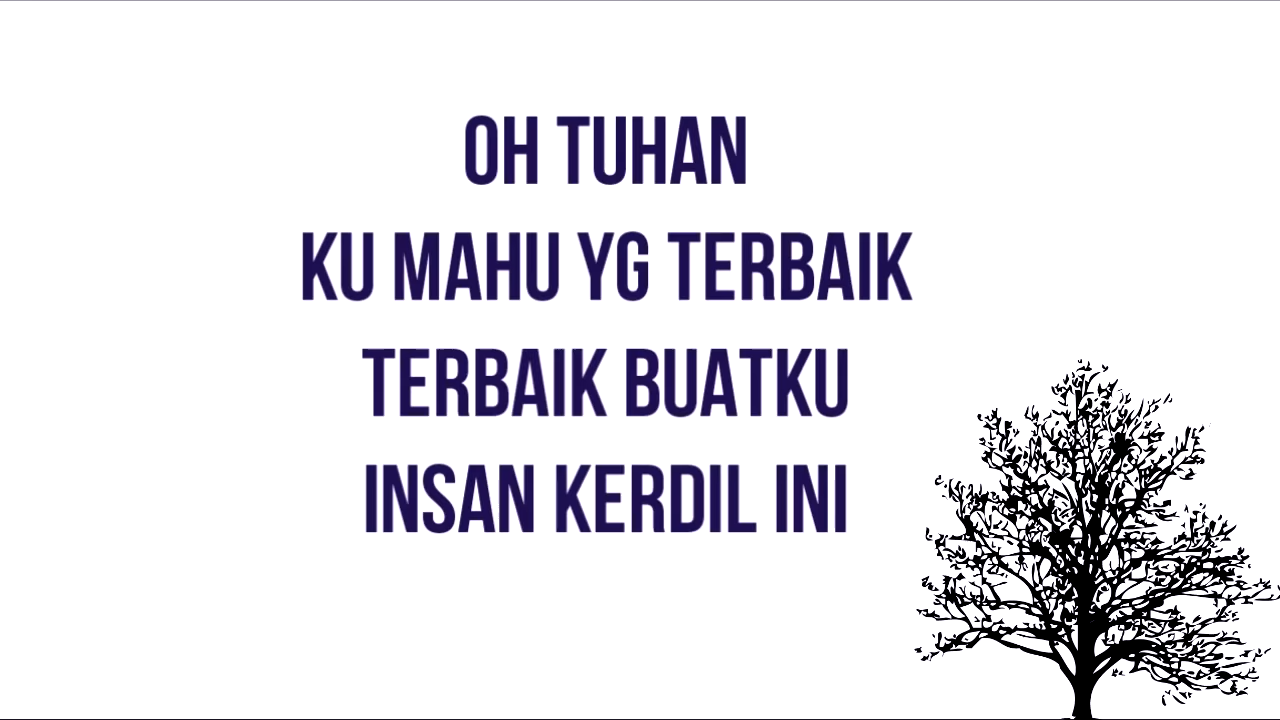 OH TUHAN
KU MAHU YG TERBAIK
TERBAIK BUATKU
INSAN KERDIL INI